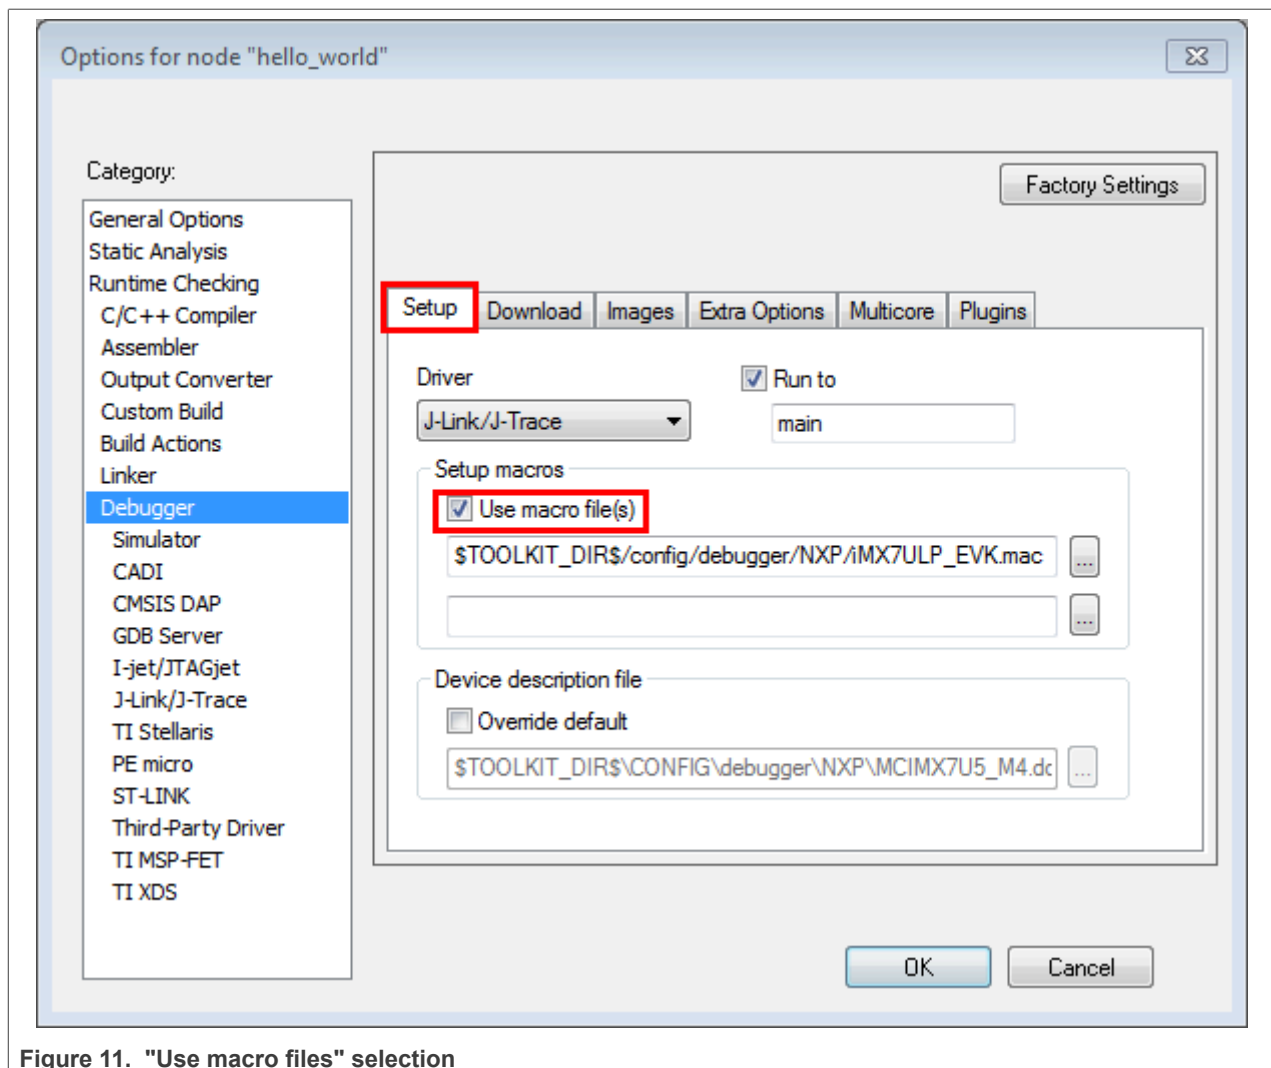 Options for node "hello_world"
Category:
General Options
Static Analysis
Runtime Checking
C/C++ Compiler
Assembler
Output Converter
Custom Build
Build Actions
Linker
Debugger
Simulator
CADI
CMSIS DAP
GDB Server
I-jet/JTAGjet
J-Link/J-Trace
TI Stellaris
PE micro
ST-LINK
Third-Party Driver
TI MSP-FET
TI XDS
Factory Settings
Setup Download Images Extra Options Multicore Plugins
Driver
Run to
J-Link/J-Trace
main
Setup macros
Use macro file(s)
$TOOLKIT_DIR$/config/debugger/NXP/iMX7ULP_EVK.mac
...
...
Device description file
Override default
$TOOLKIT_DIR$\CONFIG\debugger\NXP\MCIMX7U5_M4.dc
...
OK Cancel
Figure 11. "Use macro files" selection